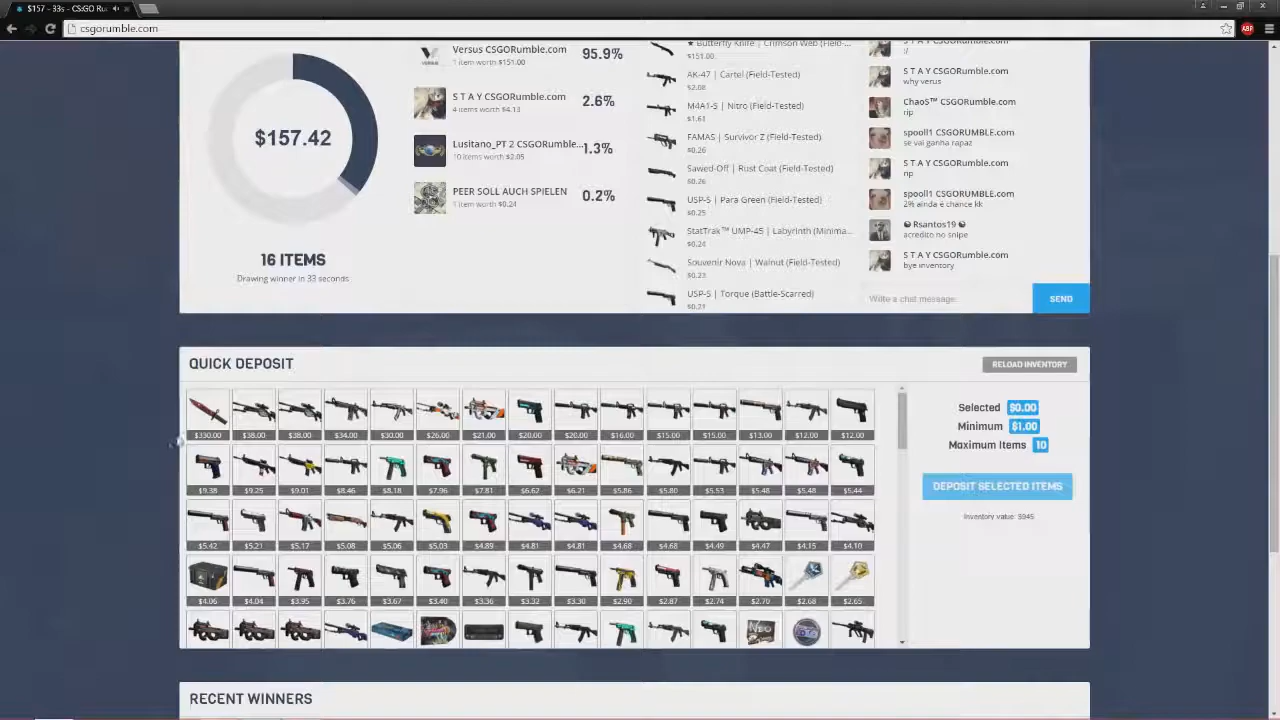 $157 - 33s - CS:GO Ru
csgorumble.com
$157.42
16 ITEMS
Drawing winner in 33 seconds
Versus CSGORumble.com
1 item worth $151.00
95.9%
S T A Y CSGORumble.com
4 items worth $4.13
2.6%
Lusitano_PT 2 CSGORumble...
10 items worth $2.05
1.3%
PEER SOLL AUCH SPIELEN
1 item worth $0.24
0.2%
★ Butterfly Knife | Crimson Web (Field-...
$151.00
AK-47 | Cartel (Field-Tested)
$2.08
M4A1-S | Nitro (Field-Tested)
$1.61
FAMAS | Survivor Z (Field-Tested)
$0.26
Sawed-Off | Rust Coat (Field-Tested)
$0.26
USP-S | Para Green (Field-Tested)
$0.25
StatTrak™ UMP-45 | Labyrinth (Minima...
$0.24
Souvenir Nova | Walnut (Field-Tested)
$0.23
USP-S | Torque (Battle-Scarred)
$0.21
S T A Y CSGORumble.com
:/
S T A Y CSGORumble.com
why verus
ChaoS™ CSGORumble.com
rip
spooll1 CSGORUMBLE.com
se vai ganha rapaz
S T A Y CSGORumble.com
rip
spooll1 CSGORUMBLE.com
2% ainda é chance kk
☯ Rsantos19 ☯
acredito no snipe
S T A Y CSGORumble.com
bye inventory
Write a chat message.
SEND
QUICK DEPOSIT
RELOAD INVENTORY
$330.00 $38.00 $38.00 $34.00 $30.00 $26.00 $21.00 $20.00 $20.00 $16.00 $15.00 $15.00 $13.00 $12.00 $12.00
$9.38 $9.25 $9.01 $8.46 $8.18 $7.96 $7.81 $6.62 $6.21 $5.86 $5.80 $5.53 $5.48 $5.48 $5.44
$5.42 $5.21 $5.17 $5.08 $5.06 $5.03 $4.89 $4.81 $4.81 $4.68 $4.68 $4.49 $4.47 $4.15 $4.10
$4.06 $4.04 $3.95 $3.76 $3.67 $3.40 $3.36 $3.32 $3.30 $2.90 $2.87 $2.74 $2.70 $2.68 $2.65
Selected $0.00
Minimum $1.00
Maximum Items 10
DEPOSIT SELECTED ITEMS
Inventory value: $945
RECENT WINNERS